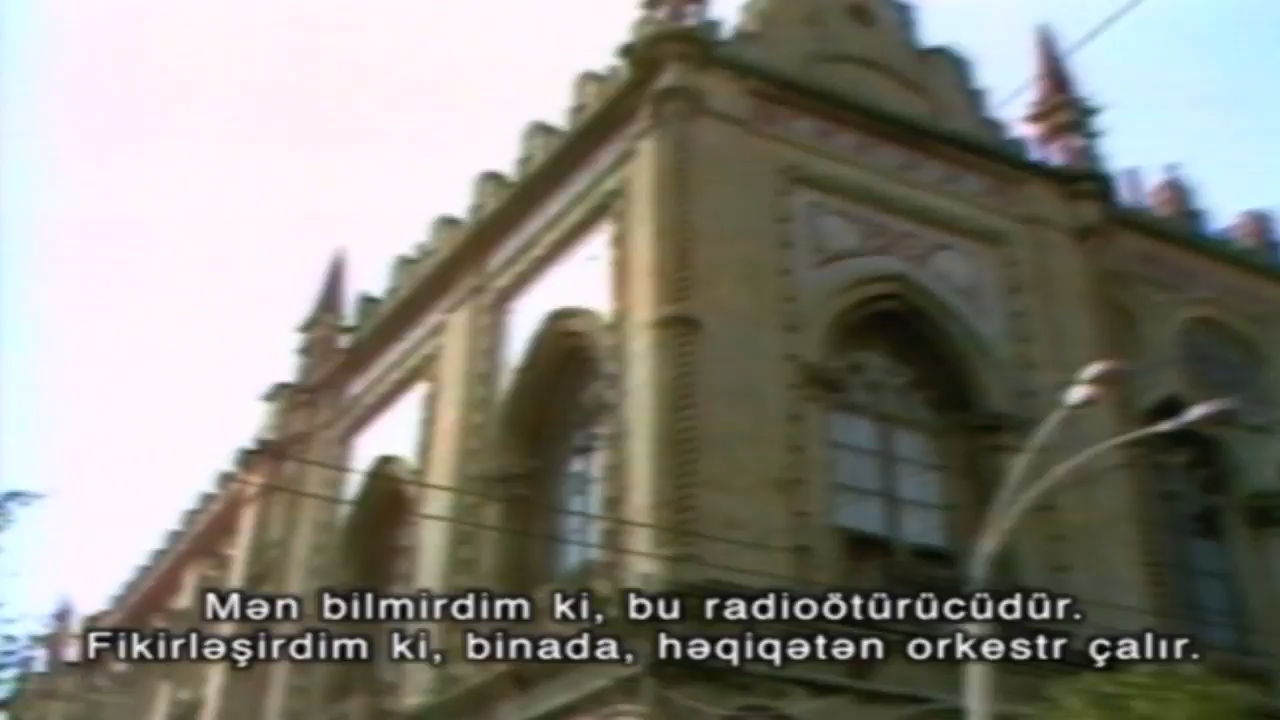 Mən bilmirdim ki, bu radioötürücüdür.
Fikirləşirdim ki, binada, həqiqətən orkestr çalır.